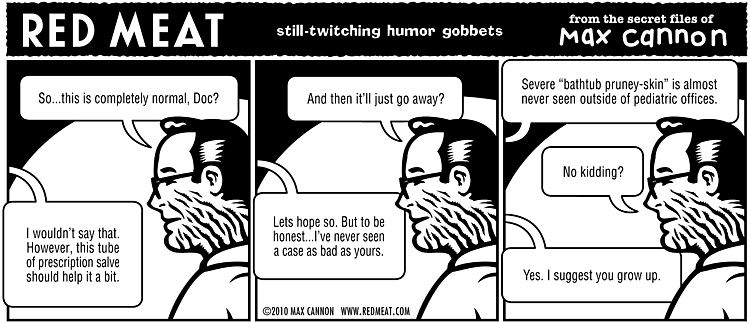 RED MEAT
still-twitching humor gobbets
from the secret files of
Max cannon
So...this is completely normal, Doc?
I wouldn't say that.
However, this tube
of prescription salve
should help it a bit.
And then it'll just go away?
Lets hope so. But to be
honest...I've never seen
a case as bad as yours.
©2010 MAX CANNON WWW.REDMEAT.COM
Severe "bathtub pruney-skin" is almost
never seen outside of pediatric offices.
No kidding?
Yes. I suggest you grow up.